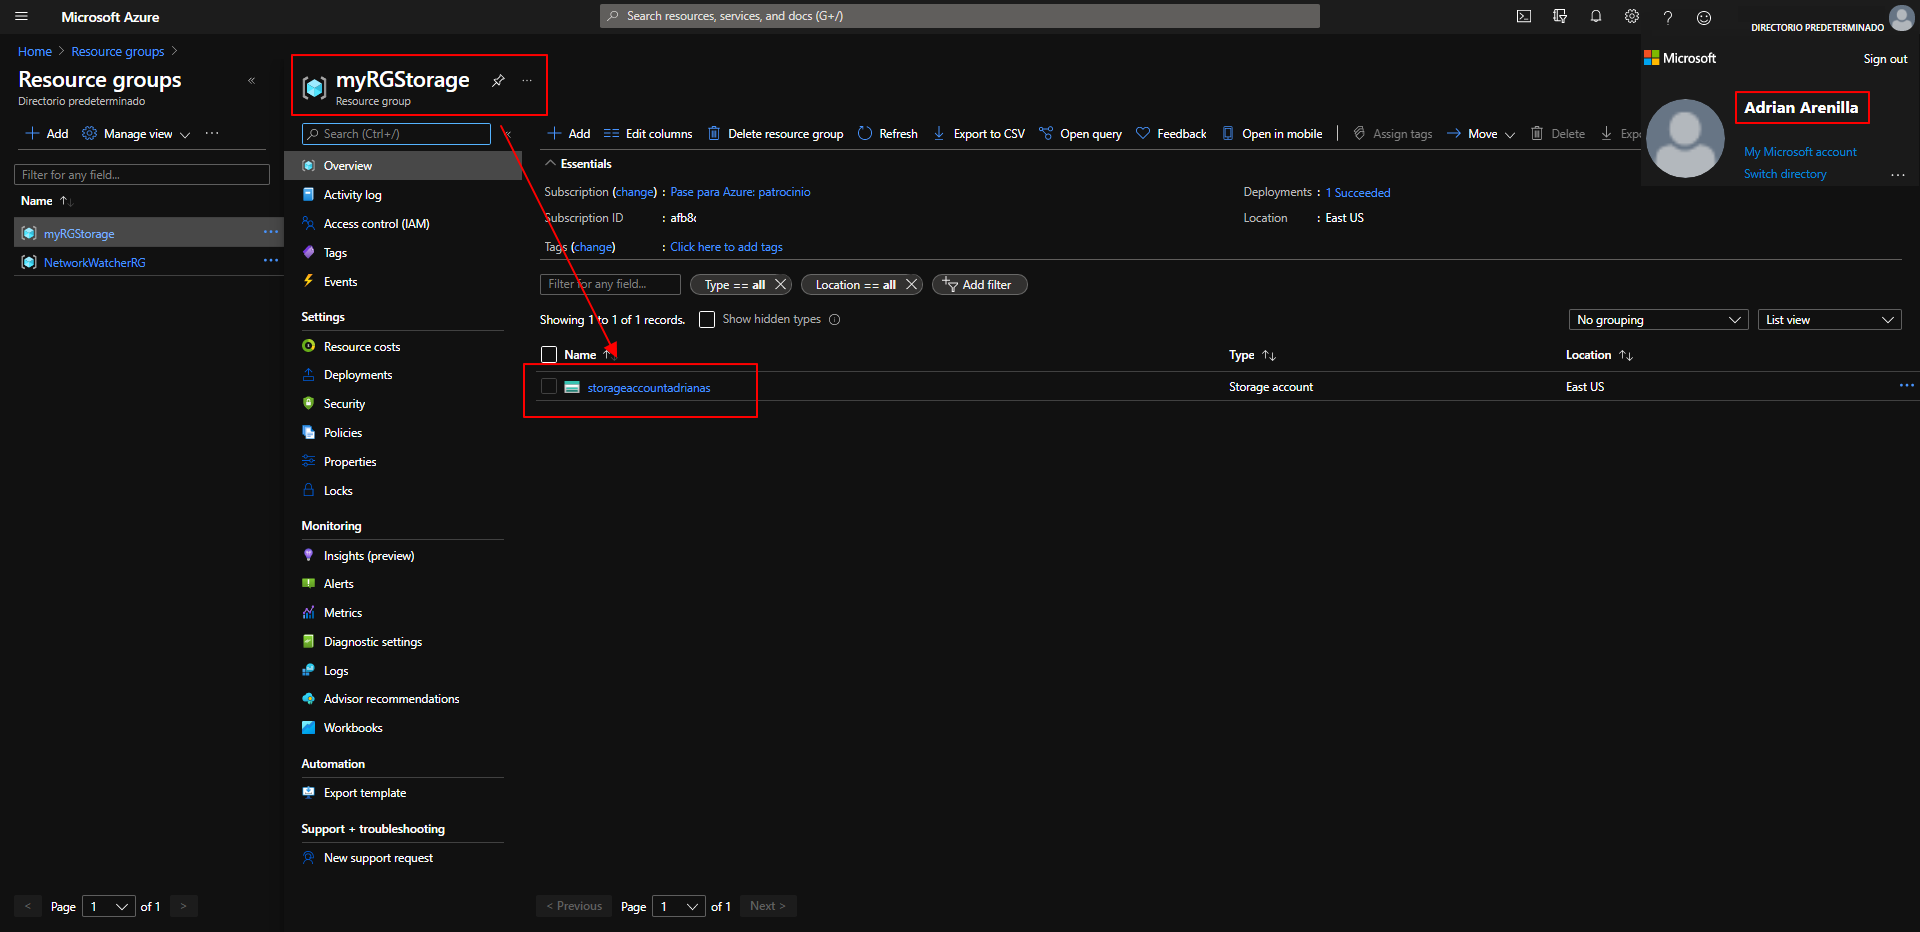 Microsoft Azure
Search resources, services, and docs (G+/)
DIRECTORIO PREDETERMINADO
Home > Resource groups >
Resource groups
Directorio predeterminado
Add
Manage view
Filter for any field...
Name
myRGStorage
NetworkWatcherRG
Page 1 of 1
myRGStorage
Resource group
Search (Ctrl+/)
Overview
Activity log
Access control (IAM)
Tags
Events
Settings
Resource costs
Deployments
Security
Policies
Properties
Locks
Monitoring
Insights (preview)
Alerts
Metrics
Diagnostic settings
Logs
Advisor recommendations
Workbooks
Automation
Export template
Support + troubleshooting
New support request
Add Edit columns Delete resource group Refresh Export to CSV Open query Feedback Open in mobile Assign tags Move Delete
Essentials
Subscription (change) : Pase para Azure: patrocinio
Subscription ID : afb8c
Tags (change) : Click here to add tags
Deployments : 1 Succeeded
Location : East US
Filter for any field... Type == all Location == all Add filter
Showing 1 to 1 of 1 records. Show hidden types
No grouping List view
Name Type Location
storageaccountadrianas Storage account East US
< Previous Page 1 of 1 Next >
Microsoft
Sign out
Adrian Arenilla
My Microsoft account
Switch directory